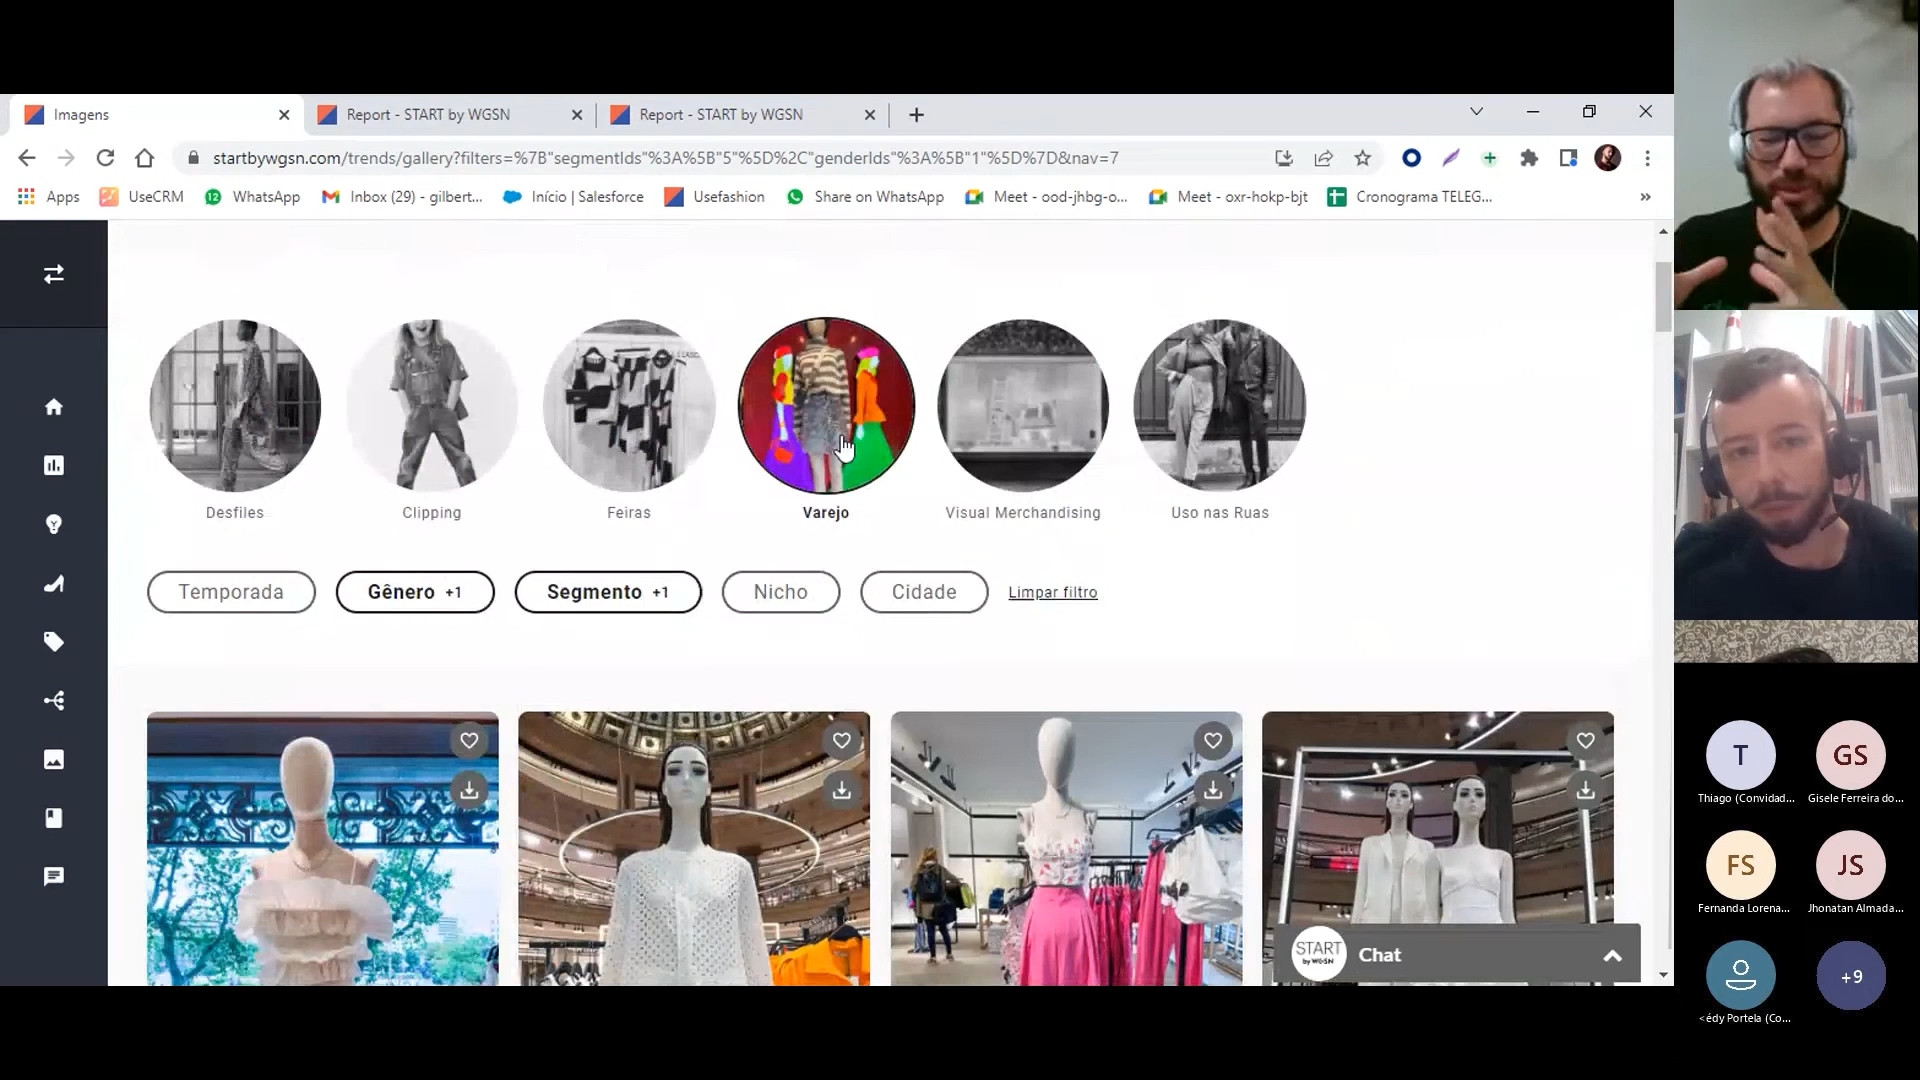 Imagens
Report - START by WGSN
Report - START by WGSN
startbywgsn.com/trends/gallery?filters=%7B"segmentIds"%3A%5B"5"%5D%2C"genderIds"%3A%5B"1"%5D%7D&nav=7
Apps
UseCRM
12
WhatsApp
Inbox (29) - gilbert...
Início | Salesforce
Usefashion
Share on WhatsApp
Meet - ood-jhbg-o...
Meet - oxr-hokp-bjt
Cronograma TELEG...
»
Desfiles
Clipping
Feiras
Varejo
Visual Merchandising
Uso nas Ruas
Temporada
Gênero +1
Segmento +1
Nicho
Cidade
Limpar filtro
START
by WGSN
Chat
T
GS
Thiago (Convidad...
Gisele Ferreira do...
FS
JS
Fernanda Lorena...
Jhonatan Almada...
+9
<édy Portela (Co...